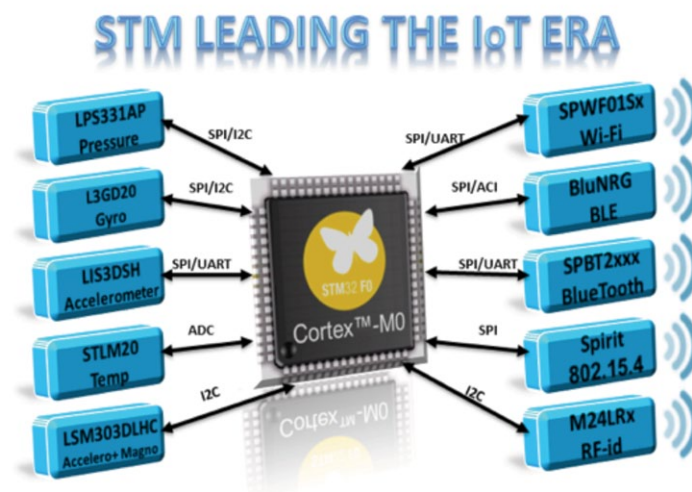 STM LEADING THE IoT ERA
LPS331AP
Pressure
SPI/I2C
L3GD20
Gyro
SPI/I2C
LIS3DSH
Accelerometer
SPI/UART
STLM20
Temp
ADC
LSM303DLHC
Accelero+ Magno
I2C
STM32 F0
Cortex™-M0
Cortex™-M0
SPI/UART
SPWF01Sx
Wi-Fi
SPI/ACI
BluNRG
BLE
SPI/UART
SPBT2xxx
BlueTooth
SPI
Spirit
802.15.4
I2C
M24LRx
RF-id